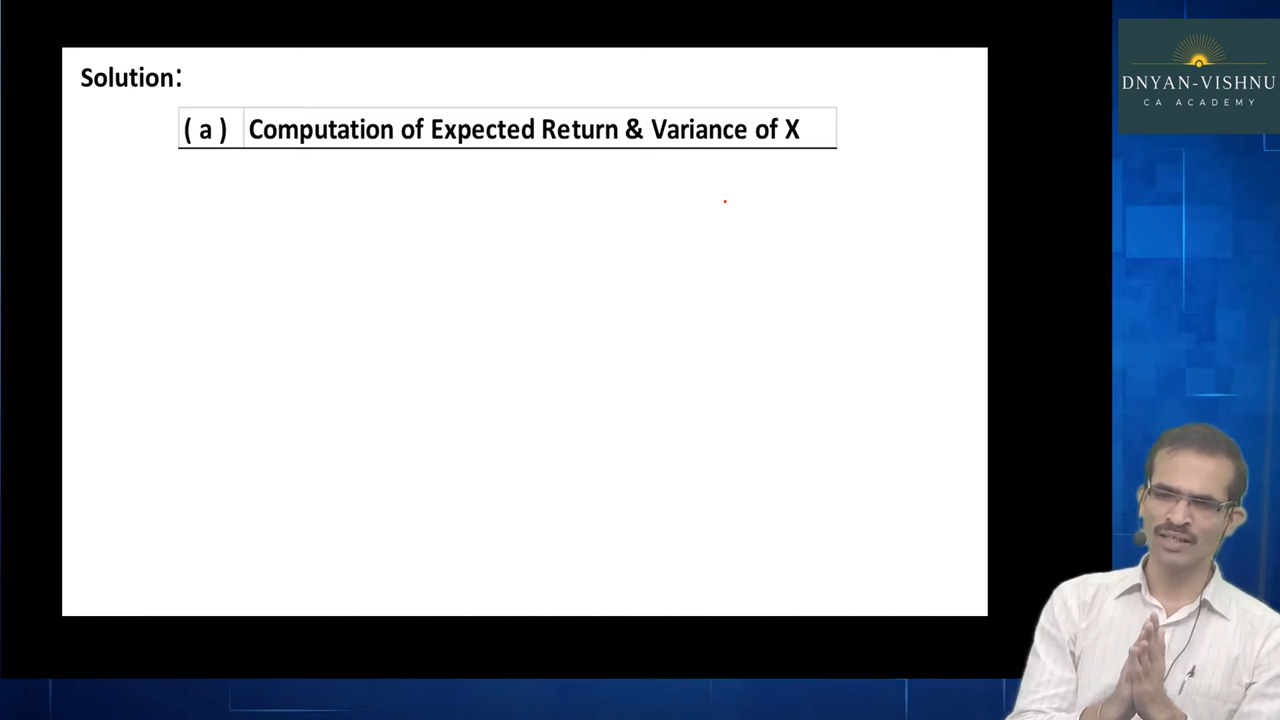 Solution:
( a ) Computation of Expected Return & Variance of X
DNYAN-VISHNU
CA ACADEMY